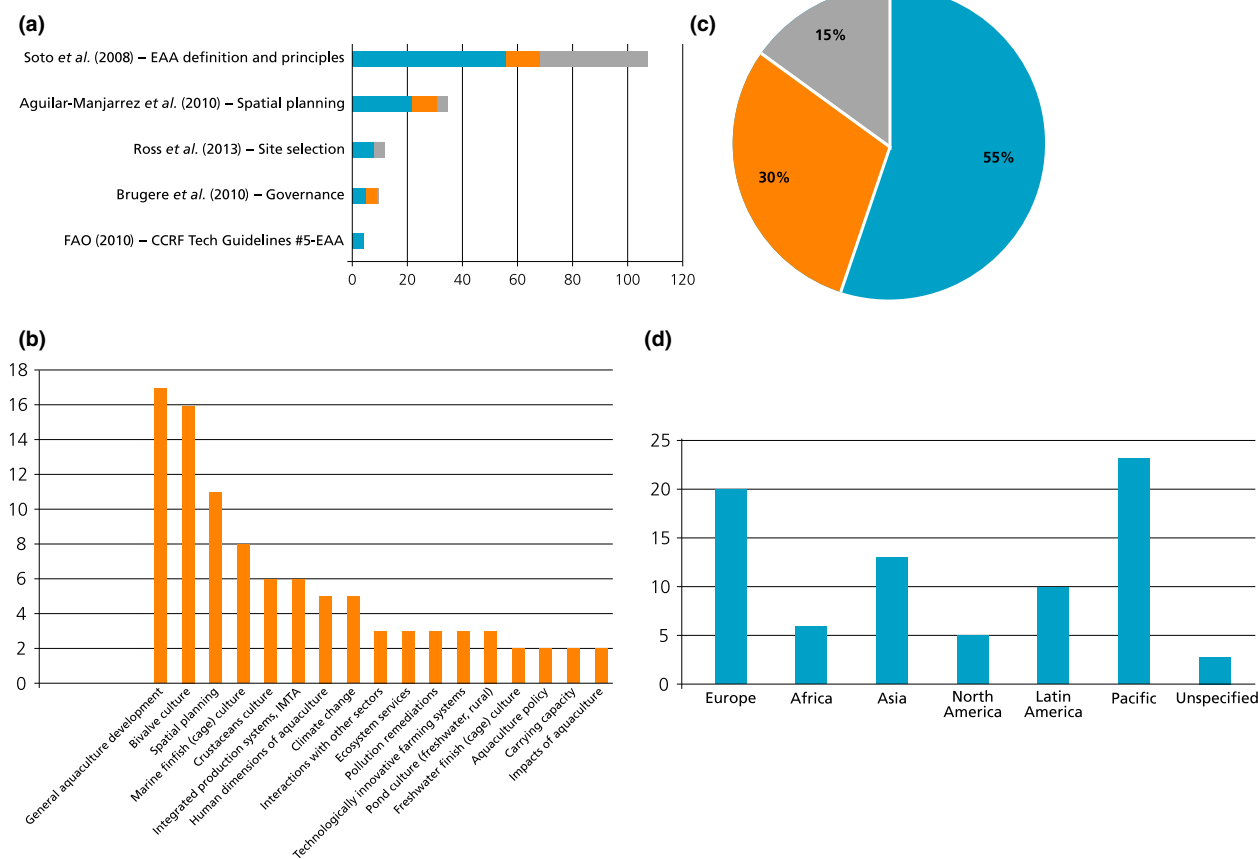 (a)
Soto et al. (2008) – EAA definition and principles
Aguilar-Manjarrez et al. (2010) – Spatial planning
Ross et al. (2013) – Site selection
Brugere et al. (2010) – Governance
FAO (2010) – CCRF Tech Guidelines #5-EAA
0 20 40 60 80 100 120
(c)
15%
30%
55%
(b)
18
16
14
12
10
8
6
4
2
0
General aquaculture development
Bivalve culture
Spatial planning
Marine finfish (cage) culture
Crustaceans culture
Integrated production systems, IMTA
Human dimensions of aquaculture
Climate change
Interactions with other sectors
Ecosystem services
Pollution remediations
Technologically innovative farming systems
Pond culture (freshwater, rural)
Freshwater finish (cage) culture
Aquaculture policy
Carrying capacity
Impacts of aquaculture
(d)
25
20
15
10
5
0
Europe
Africa
Asia
North
America
Latin
America
Pacific
Unspecified